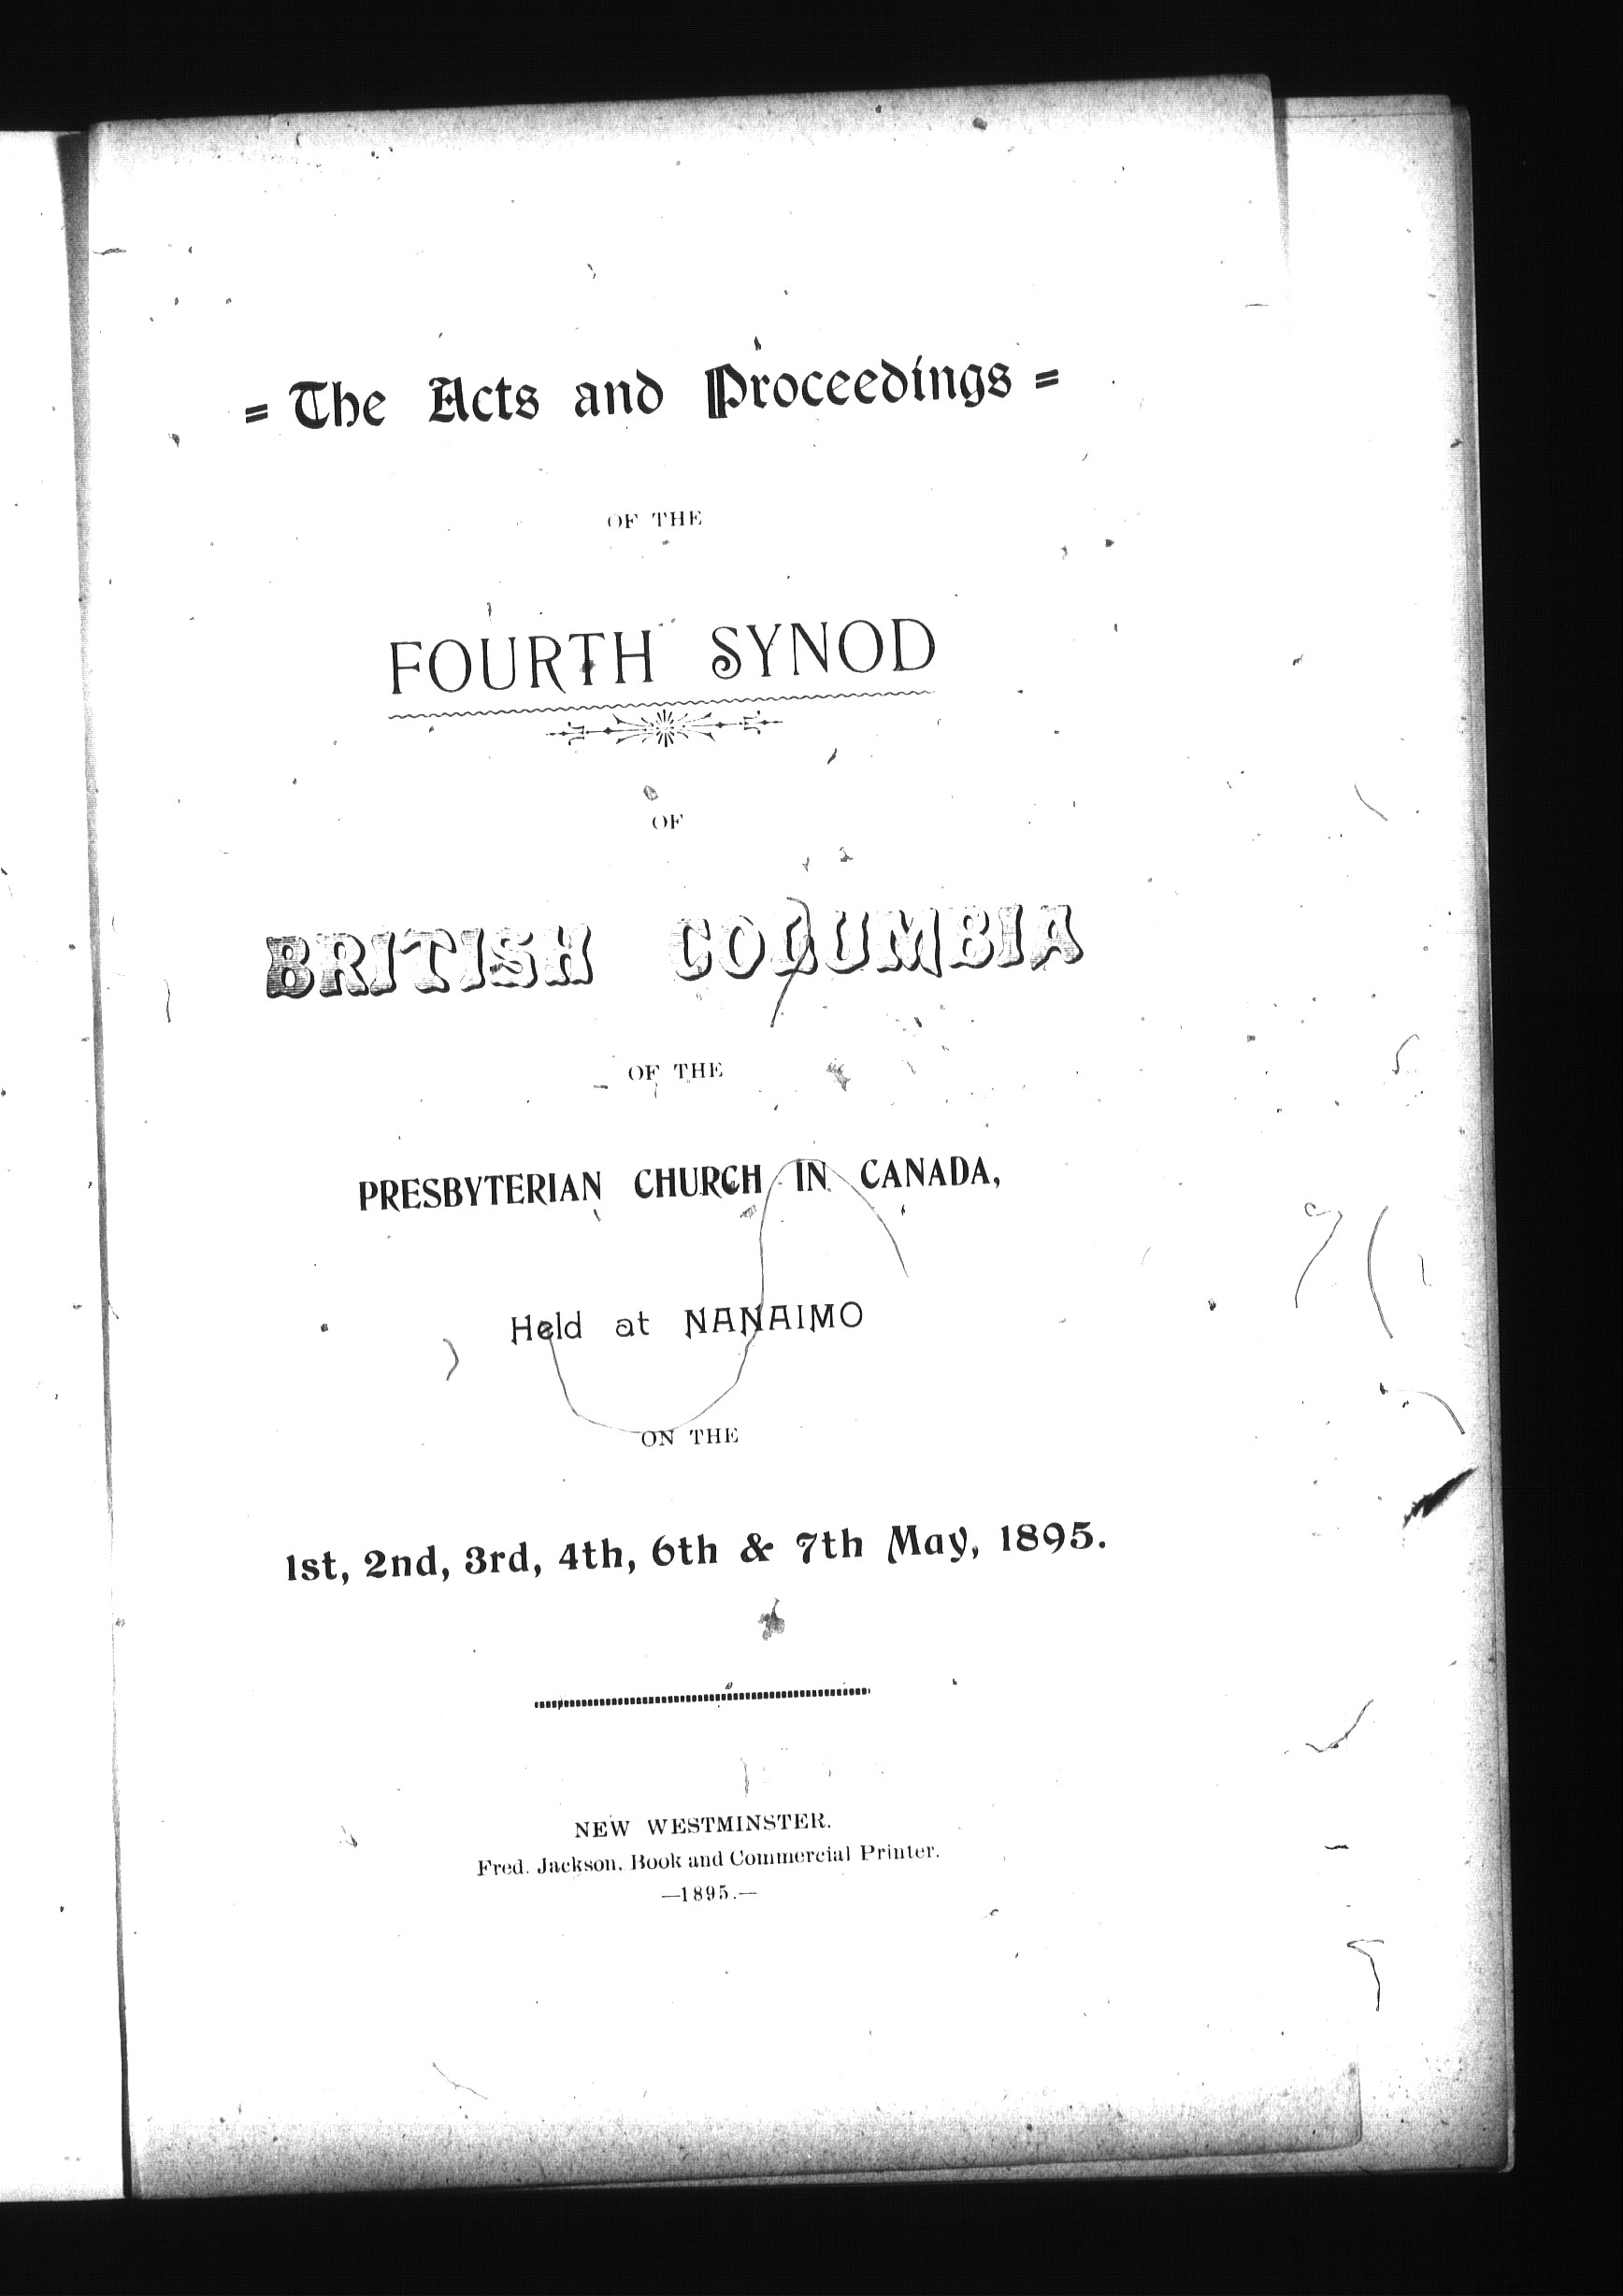 = The Acts and Proceedings =
OF THE
FOURTH SYNOD
OF
BRITISH COLUMBIA
OF THE
PRESBYTERIAN CHURCH IN CANADA,
Held at NANAIMO
ON THE
1st, 2nd, 3rd, 4th, 6th & 7th May, 1895.
NEW WESTMINSTER.
Fred. Jackson. Book and Commercial Printer.
—1895.—